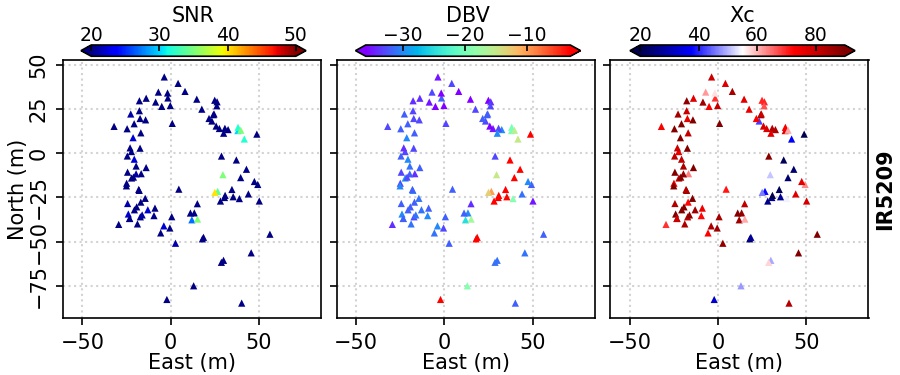 SNR DBV Xc
20 30 40 50 −30 −20 −10 20 40 60 80
50
25
0
−25
−50
−75
North (m)
IR5209
−50 0 50 −50 0 50 −50 0 50
East (m) East (m) East (m)